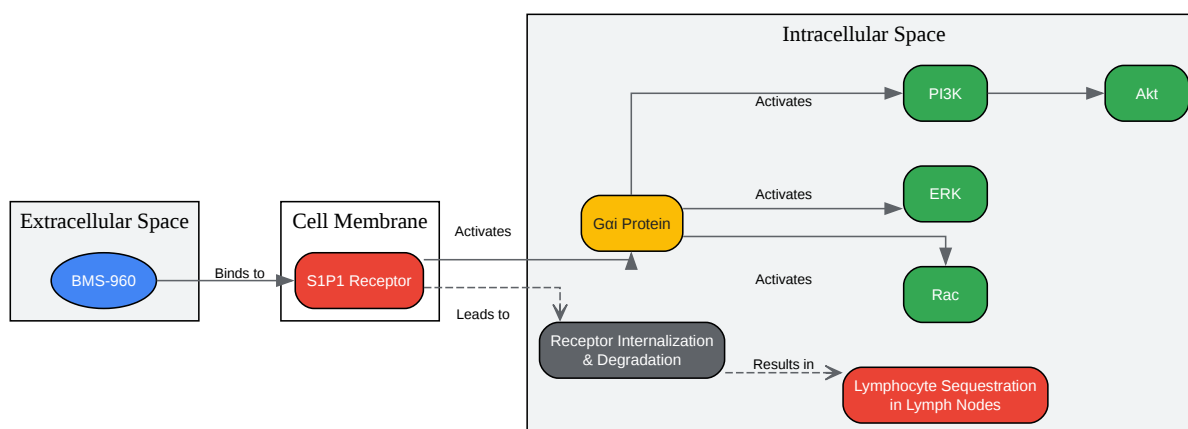 Intracellular Space
PI3K
Akt
Activates
ERK
Activates
Gαi Protein
Extracellular Space
Cell Membrane
Activates
BMS-960
Binds to
S1P1 Receptor
Activates
Rac
Leads to
Receptor Internalization
& Degradation
Results in
Lymphocyte Sequestration
in Lymph Nodes